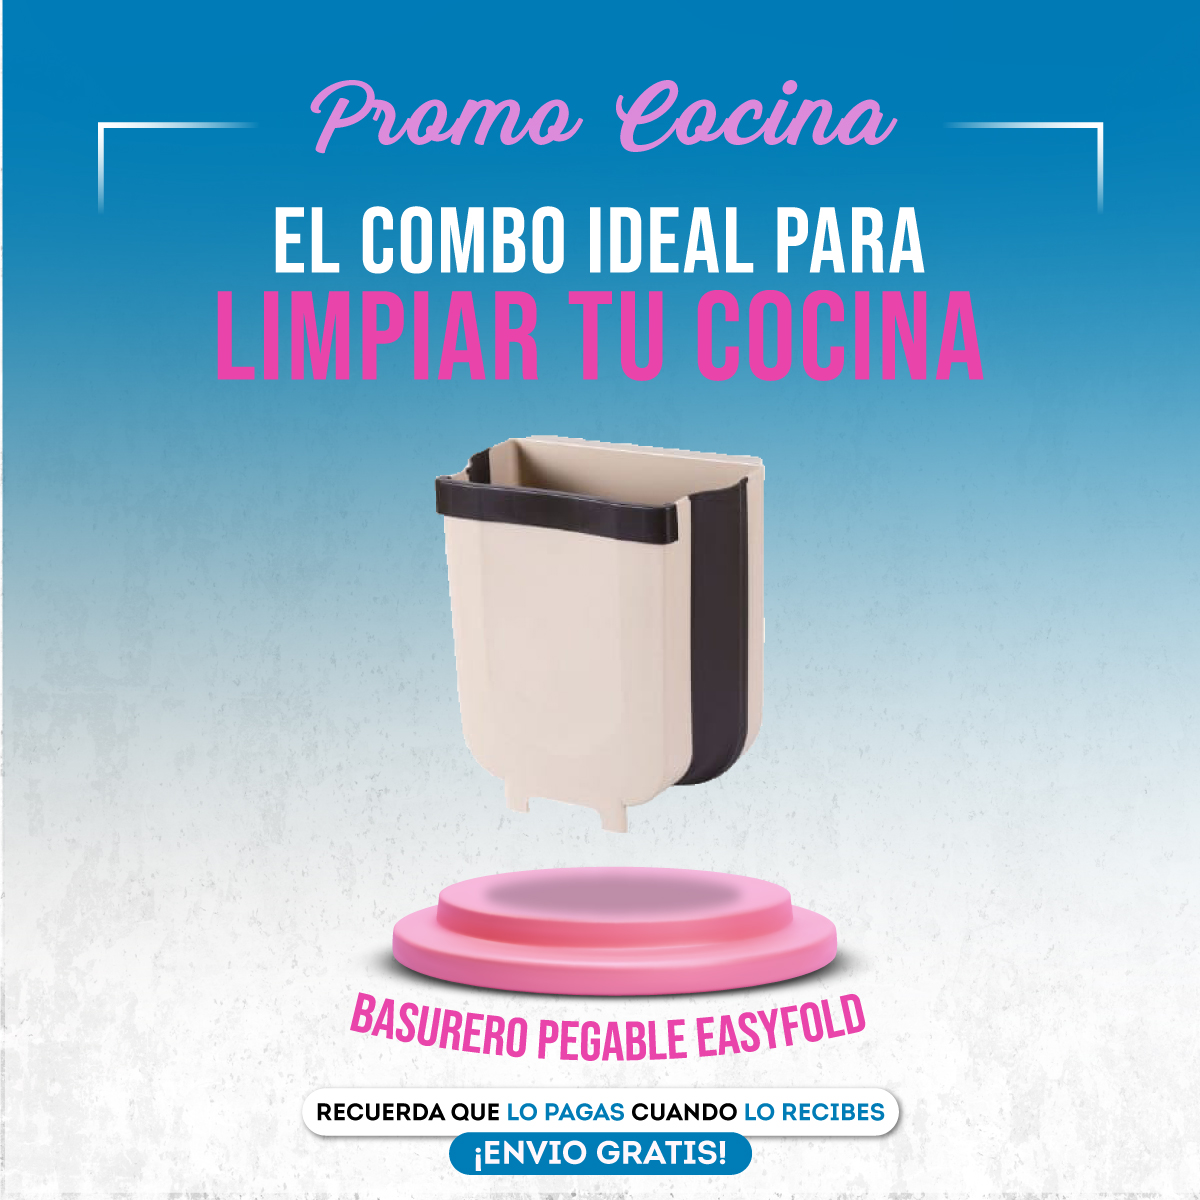 Promo Cocina
EL COMBO IDEAL PARA
LIMPIAR TU COCINA
BASURERO PEGABLE EASYFOLD
RECUERDA QUE LO PAGAS CUANDO LO RECIBES
¡ENVIO GRATIS!